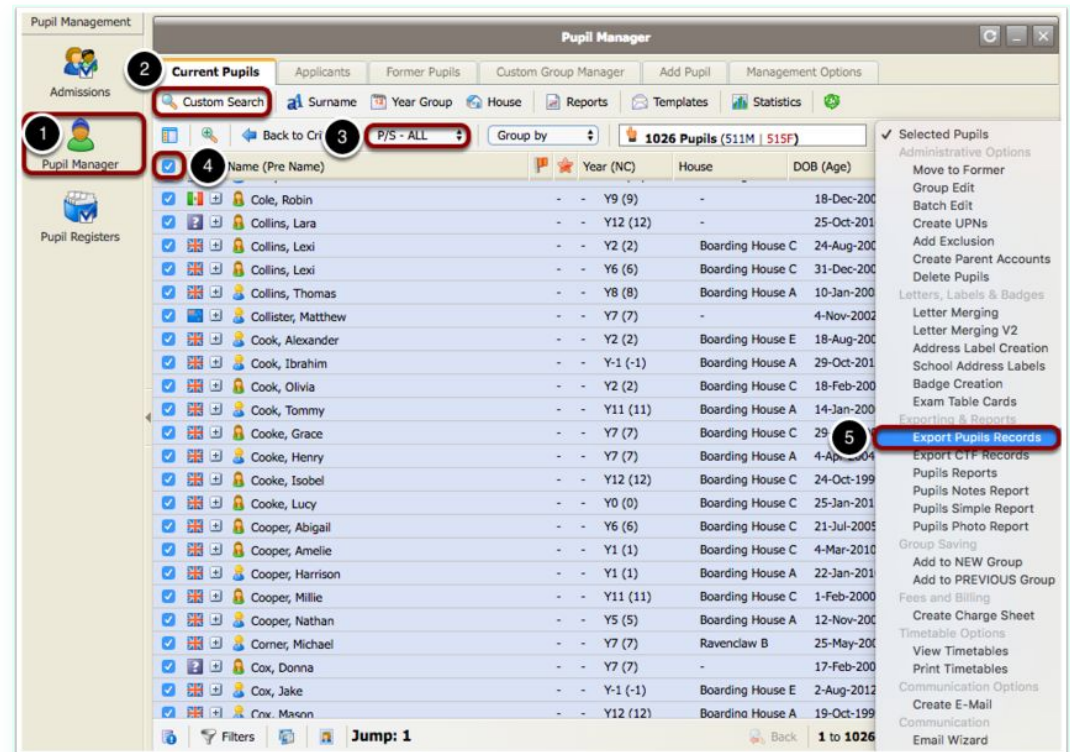 Pupil Management
Pupil Manager
Admissions
1
Pupil Manager
Pupil Registers
2
Current Pupils Applicants Former Pupils Custom Group Manager Add Pupil Management Options
Custom Search Surname Year Group House Reports Templates Statistics
Back to Cri 3 P/S - ALL Group by 1026 Pupils (511M | 515F)
4 Name (Pre Name) Year (NC) House DOB (Age)
Cole, Robin - - Y9 (9) - 18-Dec-200
Collins, Lara - - Y12 (12) - 25-Oct-201
Collins, Lexi - - Y2 (2) Boarding House C 24-Aug-200
Collins, Lexi - - Y6 (6) Boarding House C 31-Dec-200
Collins, Thomas - - Y8 (8) Boarding House A 10-Jan-200
Collister, Matthew - - Y7 (7) - 4-Nov-2002
Cook, Alexander - - Y2 (2) Boarding House E 18-Aug-200
Cook, Ibrahim - - Y-1 (-1) Boarding House A 29-Oct-201
Cook, Olivia - - Y2 (2) Boarding House C 18-Feb-200
Cook, Tommy - - Y11 (11) Boarding House A 14-Jan-200
Cooke, Grace - - Y7 (7) Boarding House C 29
Cooke, Henry - - Y7 (7) Boarding House A 4-Apr-2004
Cooke, Isobel - - Y12 (12) Boarding House C 24-Oct-199
Cooke, Lucy - - Y0 (0) Boarding House C 25-Jan-201
Cooper, Abigail - - Y6 (6) Boarding House C 21-Jul-2005
Cooper, Amelie - - Y1 (1) Boarding House C 4-Mar-2010
Cooper, Harrison - - Y1 (1) Boarding House A 22-Jan-201
Cooper, Millie - - Y11 (11) Boarding House C 1-Feb-2000
Cooper, Nathan - - Y5 (5) Boarding House A 12-Nov-200
Corner, Michael - - Y7 (7) Ravenclaw B 25-May-200
Cox, Donna - - Y7 (7) - 17-Feb-200
Cox, Jake - - Y-1 (-1) Boarding House E 2-Aug-2012
Cox, Mason - - Y12 (12) Boarding House A 19-Oct-199
Filters Jump: 1 Back 1 to 1026
✓ Selected Pupils
Administrative Options
Move to Former
Group Edit
Batch Edit
Create UPNs
Add Exclusion
Create Parent Accounts
Delete Pupils
Letters, Labels & Badges
Letter Merging
Letter Merging V2
Address Label Creation
School Address Labels
Badge Creation
Exam Table Cards
Exporting & Reports
5 Export Pupils Records
Export CTF Records
Pupils Reports
Pupils Notes Report
Pupils Simple Report
Pupils Photo Report
Group Saving
Add to NEW Group
Add to PREVIOUS Group
Fees and Billing
Create Charge Sheet
Timetable Options
View Timetables
Print Timetables
Communication Options
Create E-Mail
Communication
Email Wizard